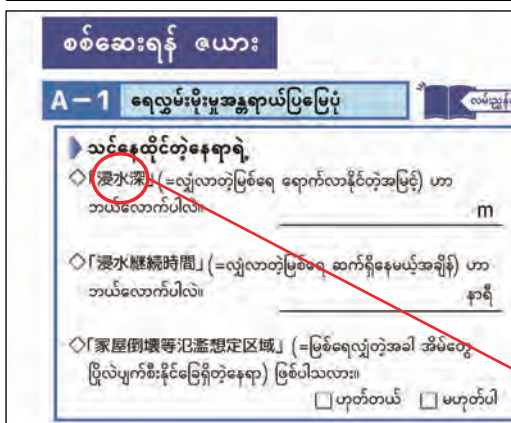 စစ်ဆေးရန် ဇယား
A－1 ရေလွှမ်းမိုးမှုအန္တရာယ်ပြမြေပုံ
လမ်းညွှန်
သင်နေထိုင်တဲ့နေရာရဲ့
◇「浸水深」(=လျှံလာတဲ့မြစ်ရေ ရောက်လာနိုင်တဲ့အမြင့်) ဟာ
ဘယ်လောက်ပါလဲ။ m
◇「浸水継続時間」(=လျှံလာတဲ့မြစ်ရေ ဆက်ရှိနေမယ့်အချိန်) ဟာ
ဘယ်လောက်ပါလဲ။ နာရီ
◇「家屋倒壊等氾濫想定区域」(=မြစ်ရေလျှံတဲ့အခါ အိမ်တွေ
ပြိုလဲပျက်စီးနိုင်ခြေရှိတဲ့နေရာ) ဖြစ်ပါသလား။
□ ဟုတ်တယ် □ မဟုတ်ပါ